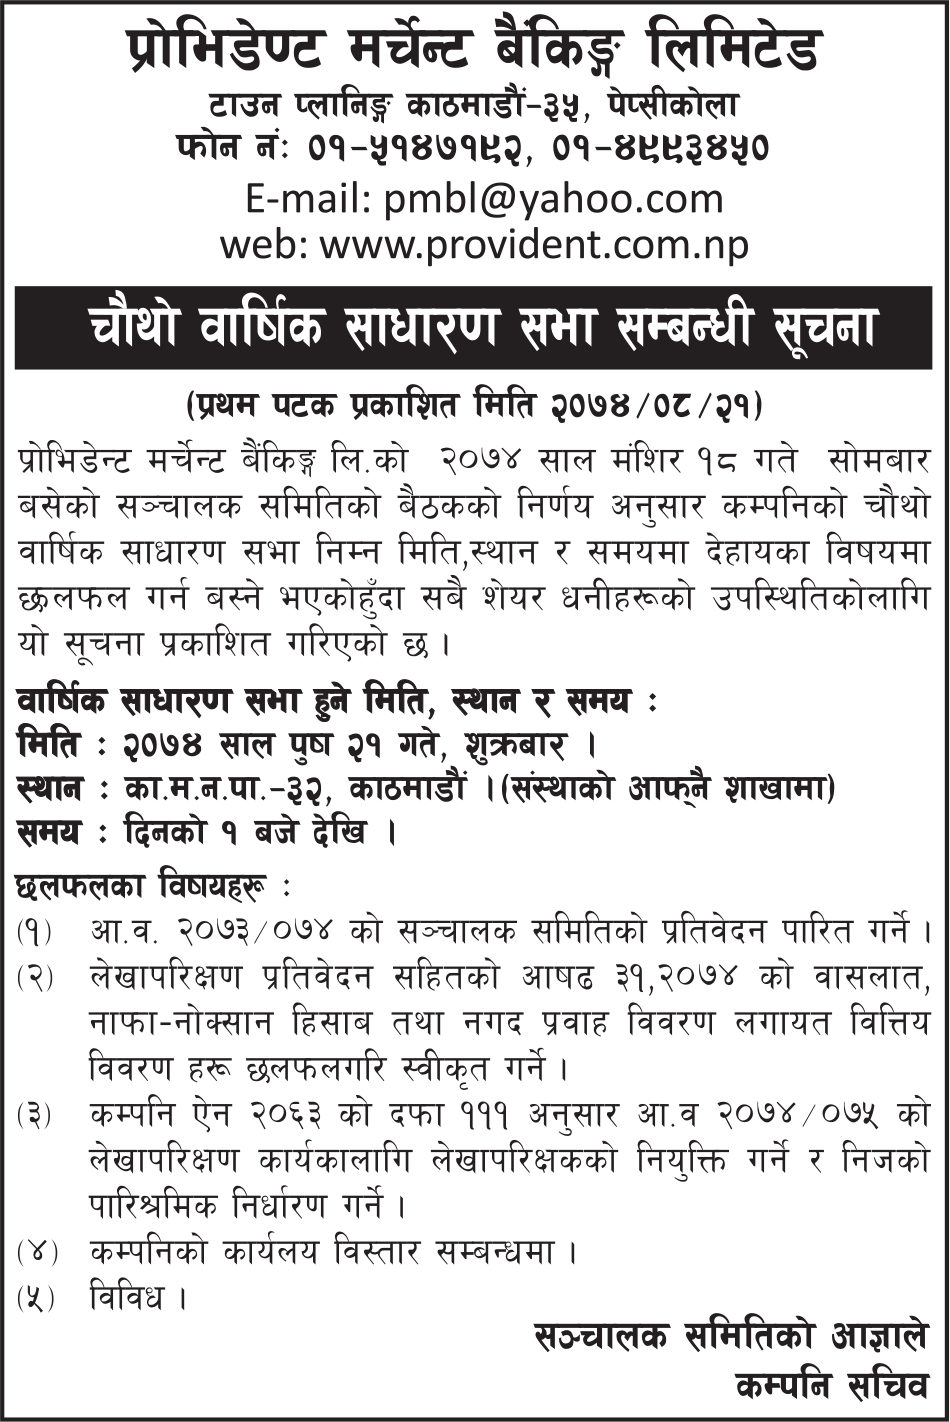 प्रोभिडेण्ट मर्चेन्ट बैंकिङ्ग लिमिटेड
टाउन प्लानिङ्ग काठमाडौं-३५, पेप्सीकोला
फोन नं: ०१-५१४७१९२, ०१-४९९३४५०
E-mail: pmbl@yahoo.com
web: www.provident.com.np
चौथो वार्षिक साधारण सभा सम्बन्धी सूचना
(प्रथम पटक प्रकाशित मिति २०७४/०८/२१)
प्रोभिडेन्ट मर्चेन्ट बैंकिङ्ग लि.को २०७४ साल मंशिर १८ गते सोमबार
बसेको सञ्चालक समितिको बैठकको निर्णय अनुसार कम्पनिको चौथो
वार्षिक साधारण सभा निम्न मिति,स्थान र समयमा देहायका विषयमा
छलफल गर्न बस्ने भएकोहुँदा सबै शेयर धनीहरूको उपस्थितिकोलागि
यो सूचना प्रकाशित गरिएको छ ।
वार्षिक साधारण सभा हुने मिति, स्थान र समय :
मिति : २०७४ साल पुष २१ गते, शुक्रबार ।
स्थान : का.म.न.पा.-३२, काठमाडौं । (संस्थाको आफ्‌नै शाखामा)
समय : दिनको १ बजे देखि ।
छलफलका विषयहरू :
(१) आ.व. २०७३/०७४ को सञ्चालक समितिको प्रतिवेदन पारित गर्ने ।
(२) लेखापरिक्षण प्रतिवेदन सहितको आषढ ३१,२०७४ को वासलात,
नाफा-नोक्सान हिसाब तथा नगद प्रवाह विवरण लगायत वित्तिय
विवरण हरू छलफलगरि स्वीकृत गर्ने ।
(३) कम्पनि ऐन २०६३ को दफा १११ अनुसार आ.व २०७४/०७५ को
लेखापरिक्षण कार्यकालागि लेखापरिक्षकको नियुक्ति गर्ने र निजको
पारिश्रमिक निर्धारण गर्ने ।
(४) कम्पनिको कार्यलय विस्तार सम्बन्धमा ।
(५) विविध ।
सञ्चालक समितिको आज्ञाले
कम्पनि सचिव